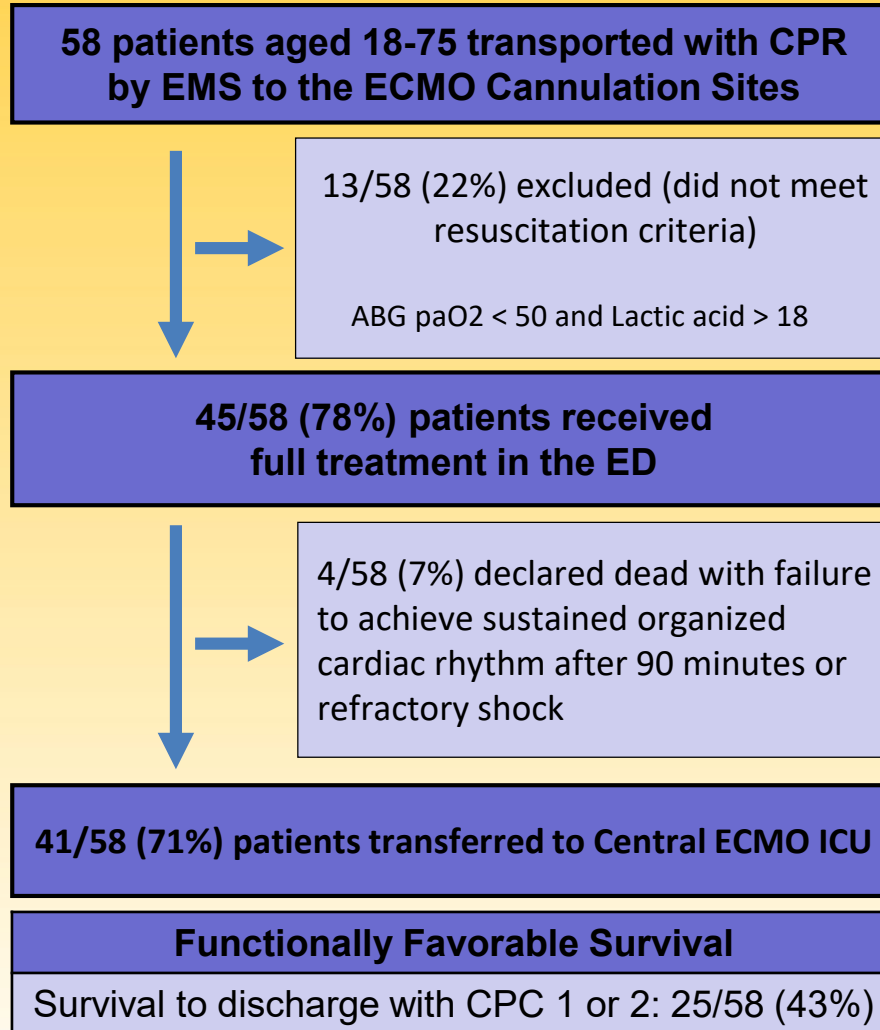 58 patients aged 18-75 transported with CPR
by EMS to the ECMO Cannulation Sites
13/58 (22%) excluded (did not meet
resuscitation criteria)
ABG paO2 < 50 and Lactic acid > 18
45/58 (78%) patients received
full treatment in the ED
4/58 (7%) declared dead with failure
to achieve sustained organized
cardiac rhythm after 90 minutes or
refractory shock
41/58 (71%) patients transferred to Central ECMO ICU
Functionally Favorable Survival
Survival to discharge with CPC 1 or 2: 25/58 (43%)